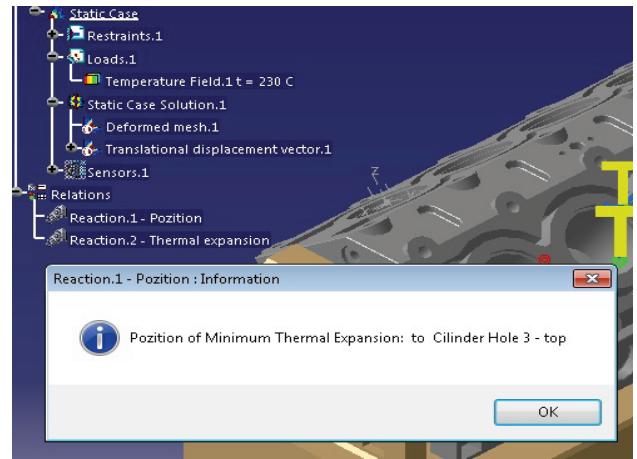 Static Case
Restraints.1
Loads.1
Temperature Field.1 t = 230 C
Static Case Solution.1
Deformed mesh.1
Translational displacement vector.1
Sensors.1
Relations
Reaction.1 - Pozition
Reaction.2 - Thermal expansion
Z
Reaction.1 - Pozition : Information
Pozition of Minimum Thermal Expansion:  to  Cilinder Hole 3 - top
OK